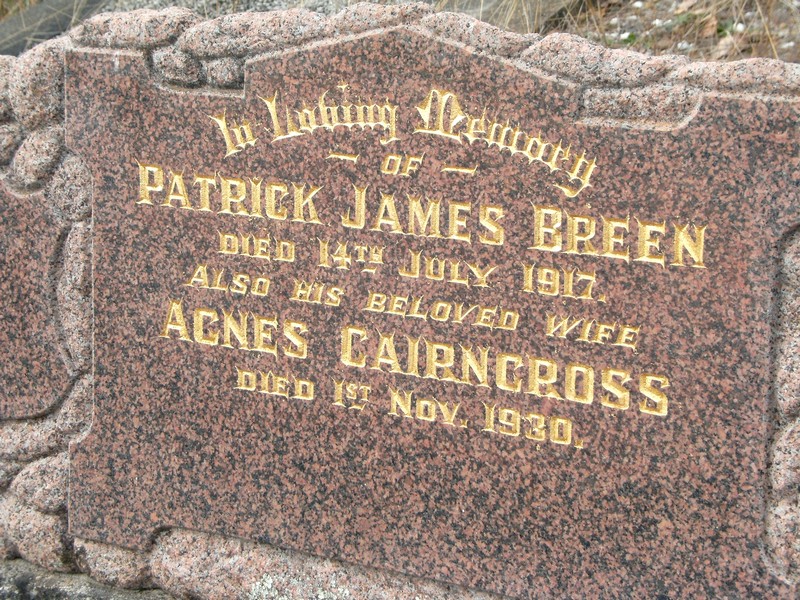 In Loving Memory
— OF —
PATRICK JAMES BREEN
DIED 14TH JULY 1917.
ALSO HIS BELOVED WIFE
AGNES CAIRNCROSS
DIED 1ST NOV. 1930.